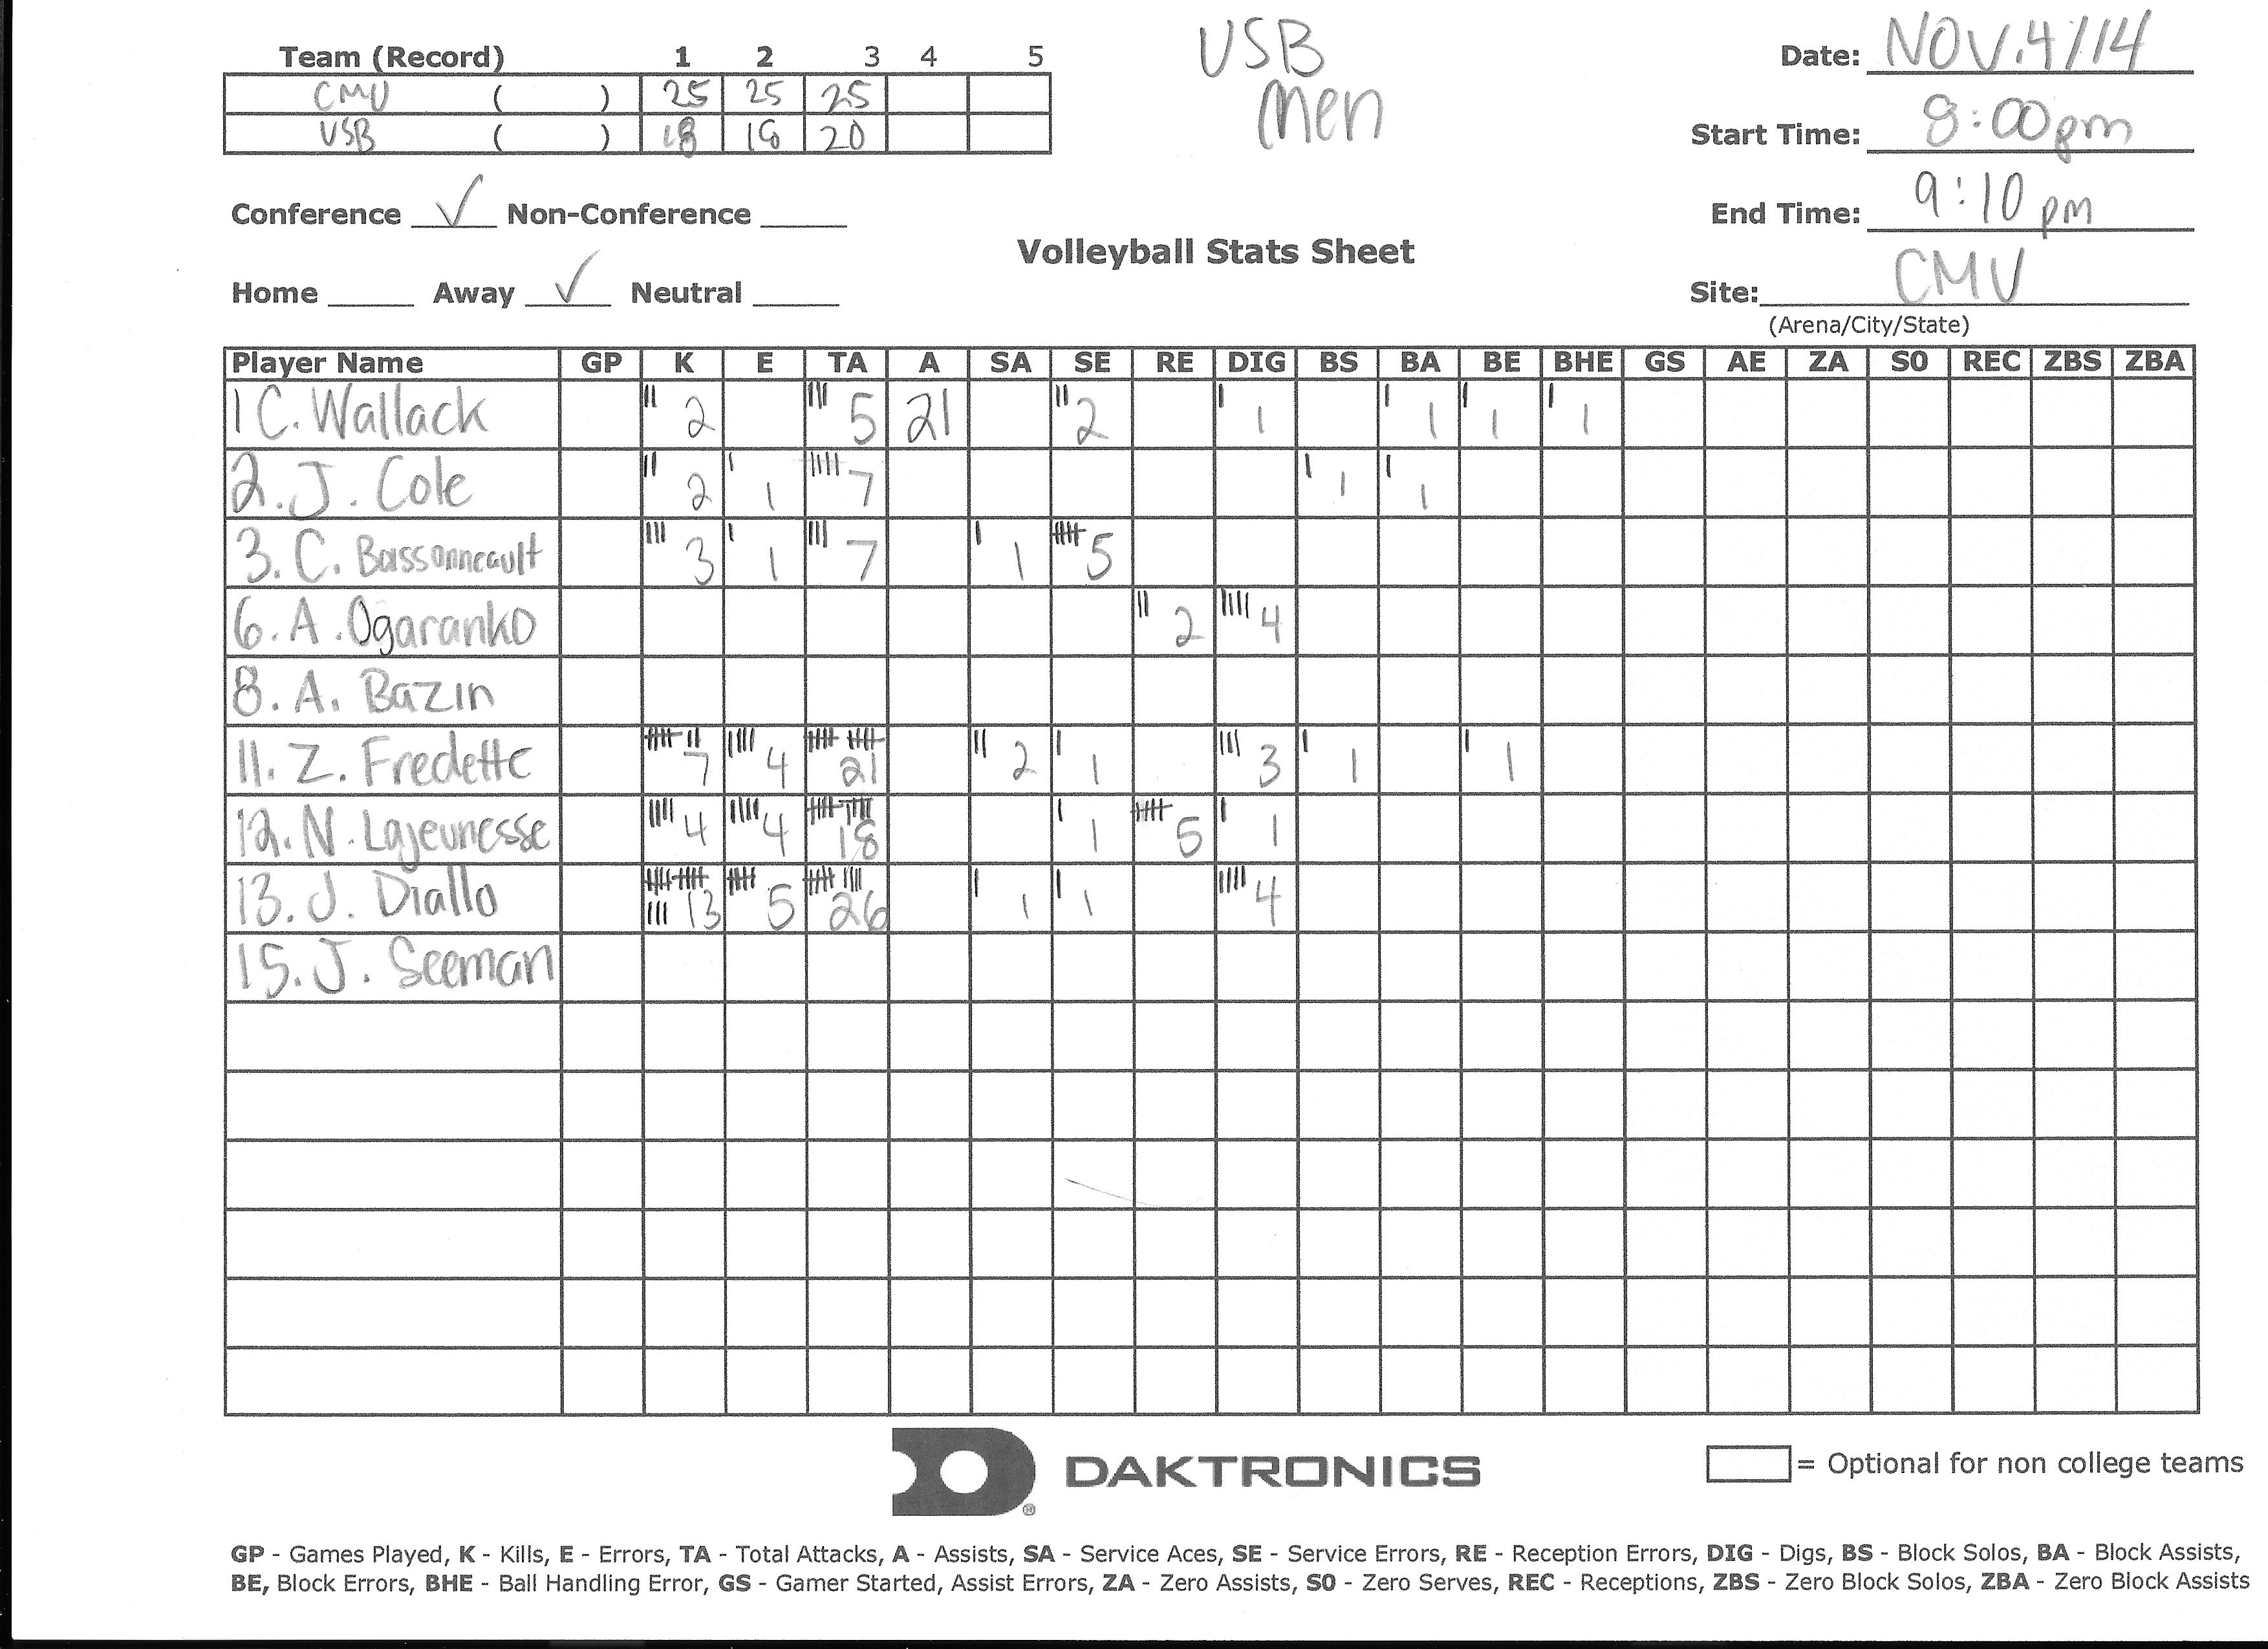 USB
Men
Team (Record) 1 2 3 4 5
CMU ( ) 25 25 25
USB ( ) 18 20
Date: NOV.4/14
Start Time: 8:00pm
End Time: 9:10 pm
Site: CMU
(Arena/City/State)
Conference ✓ Non-Conference
Home Away ✓ Neutral
Volleyball Stats Sheet
Player Name GP K E TA A SA SE RE DIG BS BA BE BHE GS AE ZA S0 REC ZBS ZBA
1 C. Wallack 2 5 21 2 1 1 1 1
2. J. Cole 2 1 7 1 1
3. C. Boissonneault 3 1 7 1 5
6. A. Ogaranko 2 4
8. A. Bazin
11. Z. Fredette 7 4 21 2 1 3 1 1
12. N. Lajeunesse 4 4 18 1 5 1
13. J. Diallo 13 5 26 1 1 4
15. J. Seeman
DAKTRONICS
= Optional for non college teams
GP - Games Played, K - Kills, E - Errors, TA - Total Attacks, A - Assists, SA - Service Aces, SE - Service Errors, RE - Reception Errors, DIG - Digs, BS - Block Solos, BA - Block Assists,
BE, Block Errors, BHE - Ball Handling Error, GS - Gamer Started, Assist Errors, ZA - Zero Assists, S0 - Zero Serves, REC - Receptions, ZBS - Zero Block Solos, ZBA - Zero Block Assists